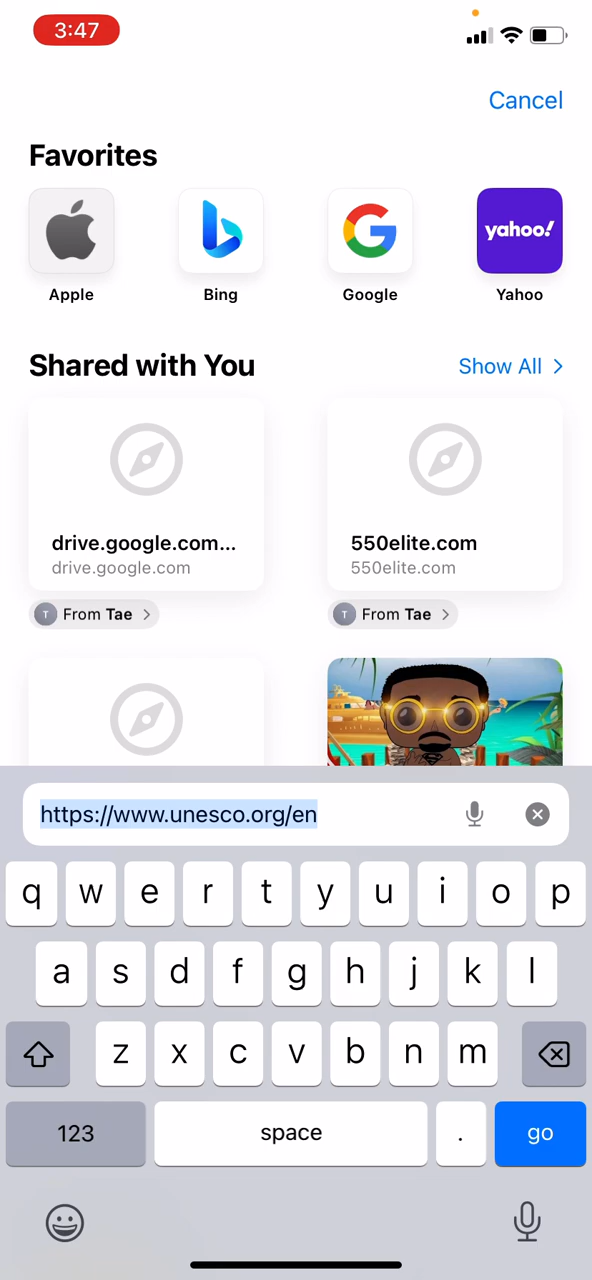 3:47
Cancel
Favorites
yahoo!
Apple
Bing
Google
Yahoo
Shared with You
Show All
drive.google.com...
drive.google.com
T From Tae
550elite.com
550elite.com
T From Tae
https://www.unesco.org/en
q w e r t y u i o p
a s d f g h j k l
z x c v b n m
123 space . go